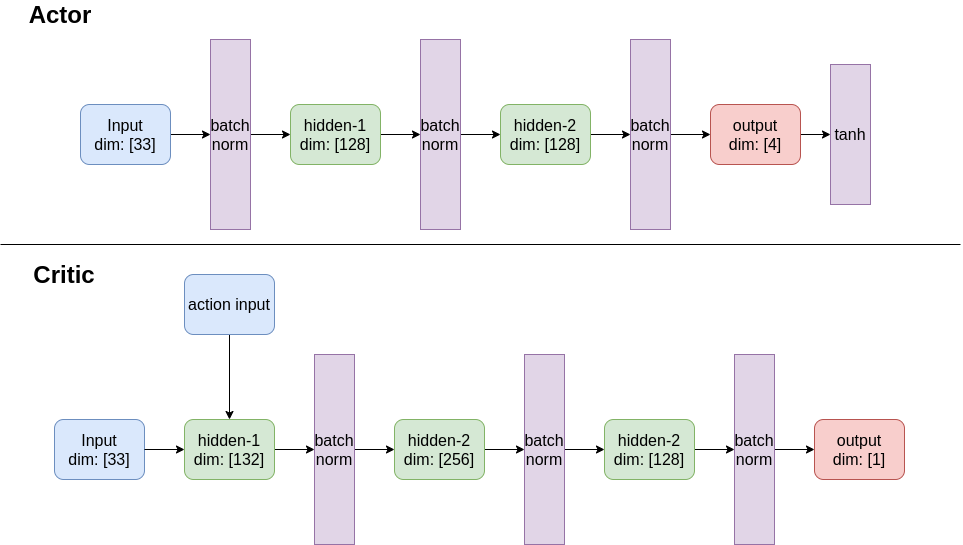 Actor
Input
dim: [33]
batch
norm
hidden-1
dim: [128]
batch
norm
hidden-2
dim: [128]
batch
norm
output
dim: [4]
tanh
Critic
action input
Input
dim: [33]
hidden-1
dim: [132]
batch
norm
hidden-2
dim: [256]
batch
norm
hidden-2
dim: [128]
batch
norm
output
dim: [1]